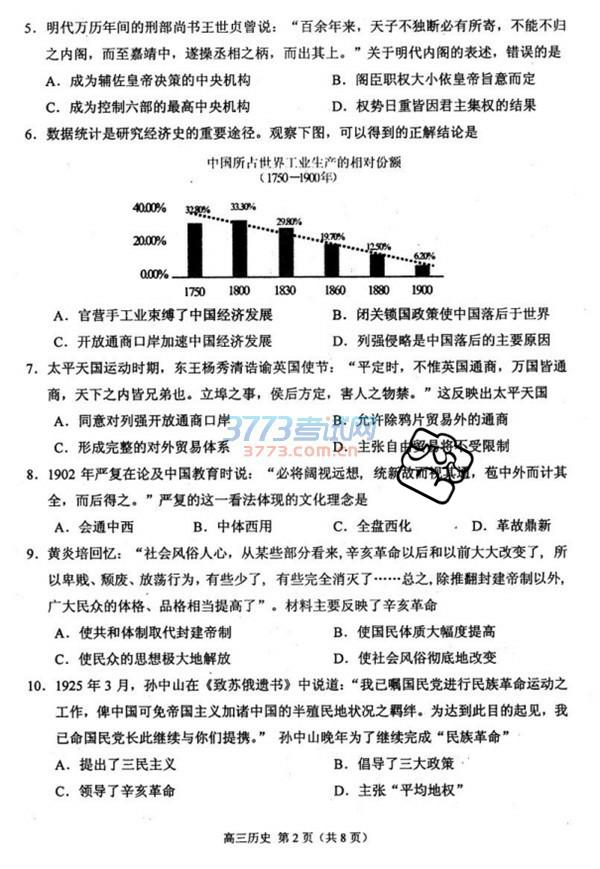 5．明代万历年间的刑部尚书王世贞曾说：“百余年来，天子不独断必有所寄，不能不归
之内阁，而至嘉靖中，遂操丞相之柄，而出其上。”关于明代内阁的表述，错误的是
A．成为辅佐皇帝决策的中央机构 B．阁臣职权大小依皇帝旨意而定
C．成为控制六部的最高中央机构 D．权势日重皆因君主集权的结果
6．数据统计是研究经济史的重要途径。观察下图，可以得到的正解结论是
中国所占世界工业生产的相对份额
（1750—1900年）
40.00%
20.00%
0.00%
32.80% 33.30% 29.80% 19.70% 12.50% 6.20%
1750 1800 1830 1860 1880 1900
A．官营手工业束缚了中国经济发展 B．闭关锁国政策使中国落后于世界
C．开放通商口岸加速中国经济发展 D．列强侵略是中国落后的主要原因
7．太平天国运动时期，东王杨秀清诰谕英国使节：“平定时，不惟英国通商，万国皆通
商，天下之内皆兄弟也。立埠之事，侯后方定，害人之物禁。”这反映出太平天国
A．同意对列强开放通商口岸 B．允许除鸦片贸易外的通商
C．形成完整的对外贸易体系 D．主张自由贸易将不受限制
3773考试网
3773.com.cn
8．1902 年严复在论及中国教育时说：“必将阔视远想，统新故而视其通，苞中外而计其
全，而后得之。”严复的这一看法体现的文化理念是
A．会通中西 B．中体西用 C．全盘西化 D．革故鼎新
9．黄炎培回忆：“社会风俗人心，从某些部分看来，辛亥革命以后和以前大大改变了，所
以卑贱、颓废、放荡行为，有些少了，有些完全消灭了……总之，除推翻封建帝制以外，
广大民众的体格、品格相当提高了”。材料主要反映了辛亥革命
A．使共和体制取代封建帝制 B．使国民体质大幅度提高
C．使民众的思想极大地解放 D．使社会风俗彻底地改变
10．1925 年 3 月，孙中山在《致苏俄遗书》中说道：“我已嘱国民党进行民族革命运动之
工作，俾中国可免帝国主义加诸中国的半殖民地状况之羁绊。为达到此目的起见，我
已命国民党长此继续与你们提携。” 孙中山晚年为了继续完成“民族革命”
A．提出了三民主义 B．倡导了三大政策
C．领导了辛亥革命 D．主张“平均地权”
高三历史 第 2 页（共 8 页）